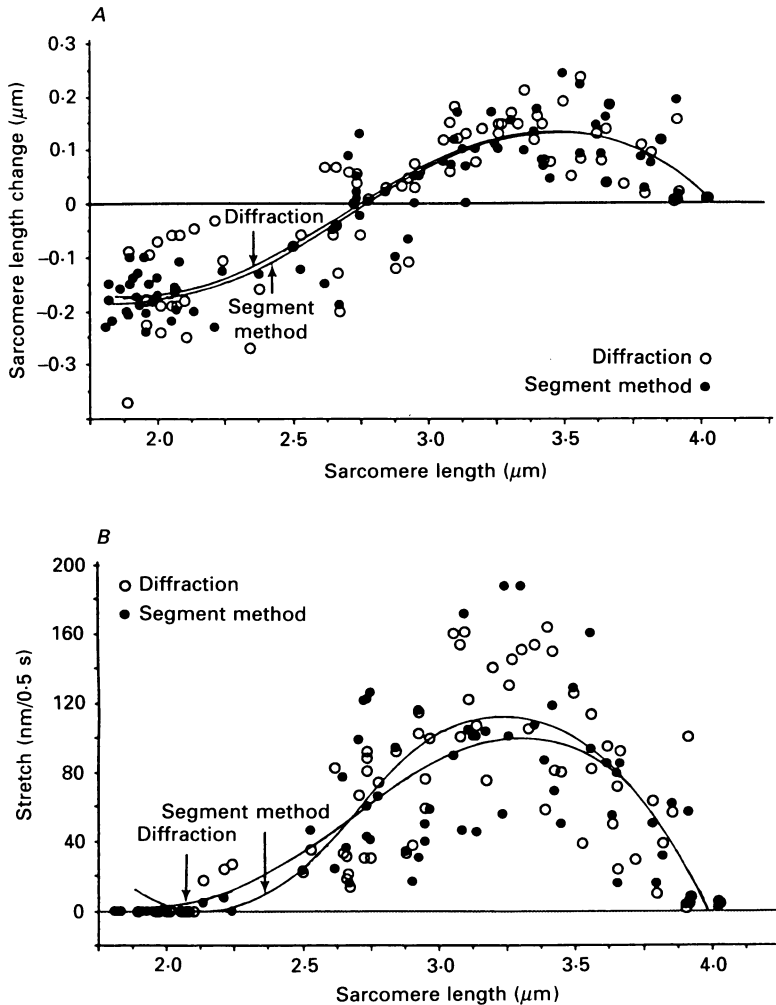 A
0·3
0·2
0·1
0
−0·1
−0·2
−0·3
Sarcomere length change (μm)
Diffraction
Segment
method
Diffraction ○
Segment method ●
2·0 2·5 3·0 3·5 4·0
Sarcomere length (μm)
B
200
160
120
80
40
0
Stretch (nm/0·5 s)
○ Diffraction
● Segment method
Segment method
Diffraction
2·0 2·5 3·0 3·5 4·0
Sarcomere length (μm)